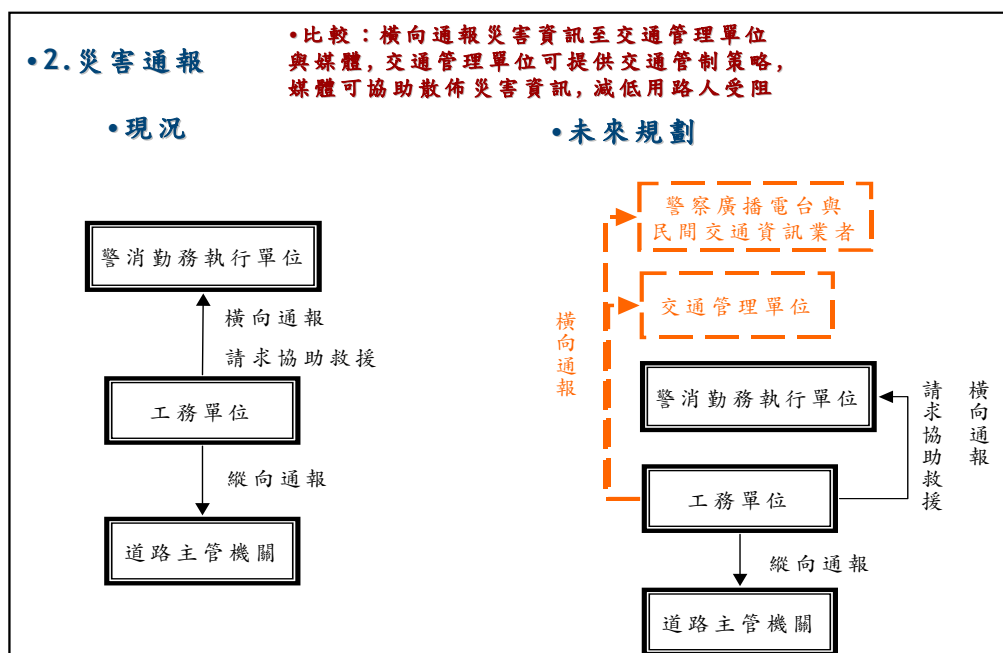 •2.災害通報
•比較：橫向通報災害資訊至交通管理單位
與媒體,交通管理單位可提供交通管制策略,
媒體可協助散佈災害資訊,減低用路人受阻
•現況
警消勤務執行單位
橫向通報
請求協助救援
工務單位
縱向通報
道路主管機關
•未來規劃
警察廣播電台與
民間交通資訊業者
交通管理單位
橫向通報
警消勤務執行單位
請求協助救援
橫向通報
工務單位
縱向通報
道路主管機關